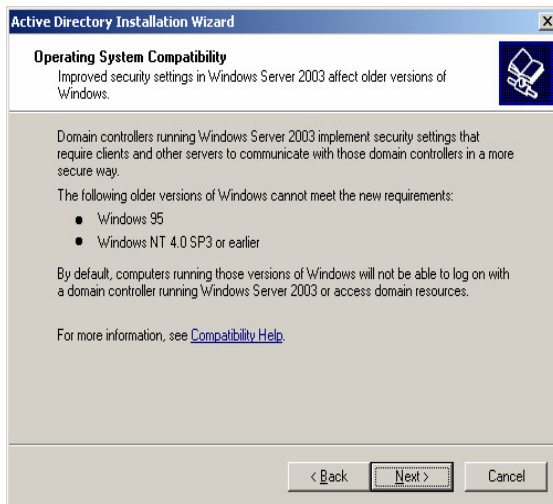 Active Directory Installation Wizard
Operating System Compatibility
Improved security settings in Windows Server 2003 affect older versions of
Windows.
Domain controllers running Windows Server 2003 implement security settings that
require clients and other servers to communicate with those domain controllers in a more
secure way.
The following older versions of Windows cannot meet the new requirements:
● Windows 95
● Windows NT 4.0 SP3 or earlier
By default, computers running those versions of Windows will not be able to log on with
a domain controller running Windows Server 2003 or access domain resources.
For more information, see Compatibility Help.
< Back Next > Cancel